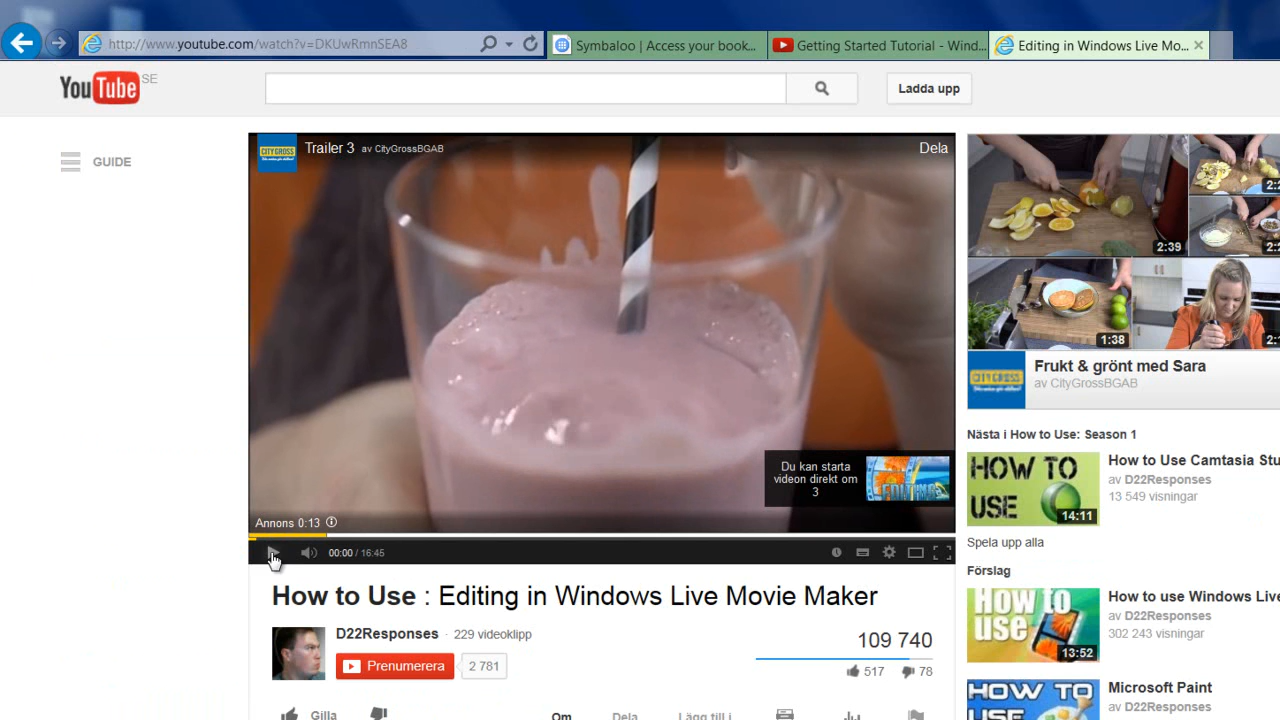 http://www.youtube.com/watch?v=DKUwRmnSEA8
Symbaloo | Access your book...
Getting Started Tutorial - Wind...
Editing in Windows Live Mo...
YouTube SE
Ladda upp
GUIDE
CITY GROSS
Trailer 3 av CityGrossBGAB
Dela
Du kan starta
videon direkt om
3
Annons 0:13
00:00 / 16:45
How to Use : Editing in Windows Live Movie Maker
D22Responses · 229 videoklipp
Prenumerera 2 781
109 740
517 78
Gilla
Om Dela Lägg till i
2:39
1:38
CITY GROSS
Frukt & grönt med Sara
av CityGrossBGAB
Nästa i How to Use: Season 1
HOW TO
USE
14:11
How to Use Camtasia Stu
av D22Responses
13 549 visningar
Spela upp alla
Förslag
How to
use
13:52
How to use Windows Live
av D22Responses
302 243 visningar
HOW TO
USE
Microsoft Paint
av D22Responses